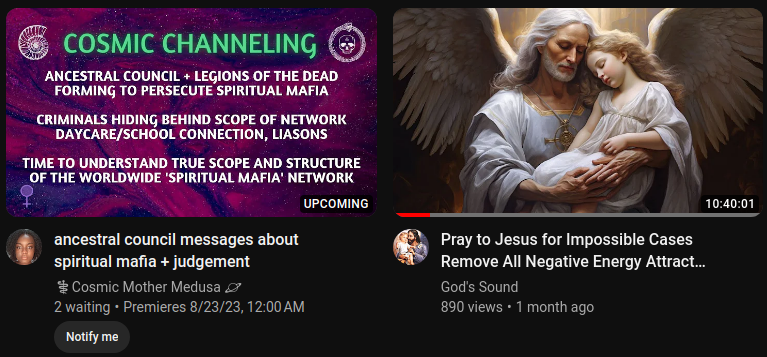 COSMIC CHANNELING
ANCESTRAL COUNCIL + LEGIONS OF THE DEAD
FORMING TO PERSECUTE SPIRITUAL MAFIA
CRIMINALS HIDING BEHIND SCOPE OF NETWORK
DAYCARE/SCHOOL CONNECTION, LIASONS
TIME TO UNDERSTAND TRUE SCOPE AND STRUCTURE
OF THE WORLDWIDE 'SPIRITUAL MAFIA' NETWORK
UPCOMING
ancestral council messages about
spiritual mafia + judgement
⚕Cosmic Mother Medusa 🪐
2 waiting • Premieres 8/23/23, 12:00 AM
Notify me
10:40:01
Pray to Jesus for Impossible Cases
Remove All Negative Energy Attract...
God's Sound
890 views • 1 month ago